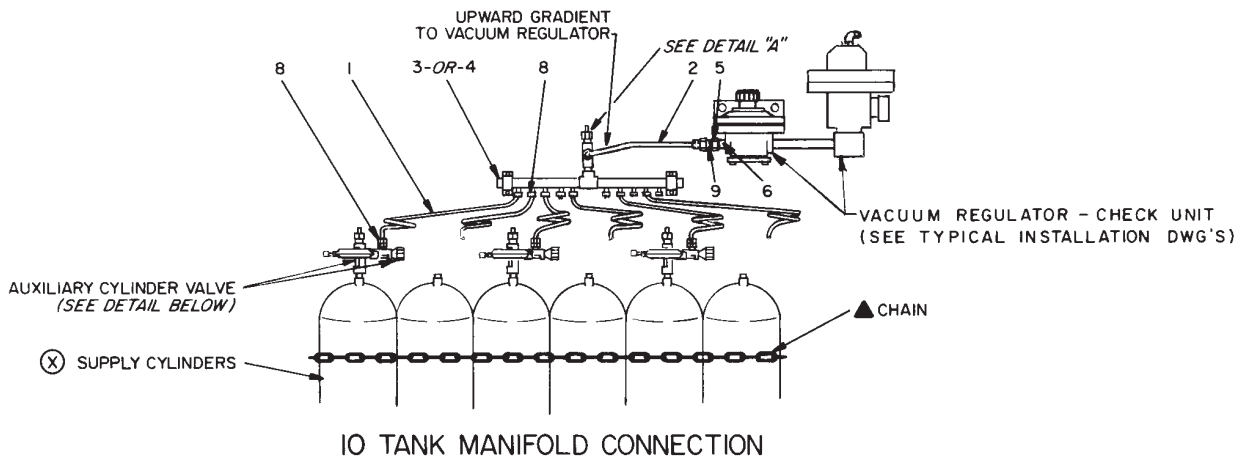 UPWARD GRADIENT
TO VACUUM REGULATOR
SEE DETAIL "A"
8
1
3-OR-4
8
2
5
9
6
VACUUM REGULATOR - CHECK UNIT
(SEE TYPICAL INSTALLATION DWG'S)
AUXILIARY CYLINDER VALVE
(SEE DETAIL BELOW)
▲ CHAIN
Ⓧ SUPPLY CYLINDERS
10 TANK MANIFOLD CONNECTION